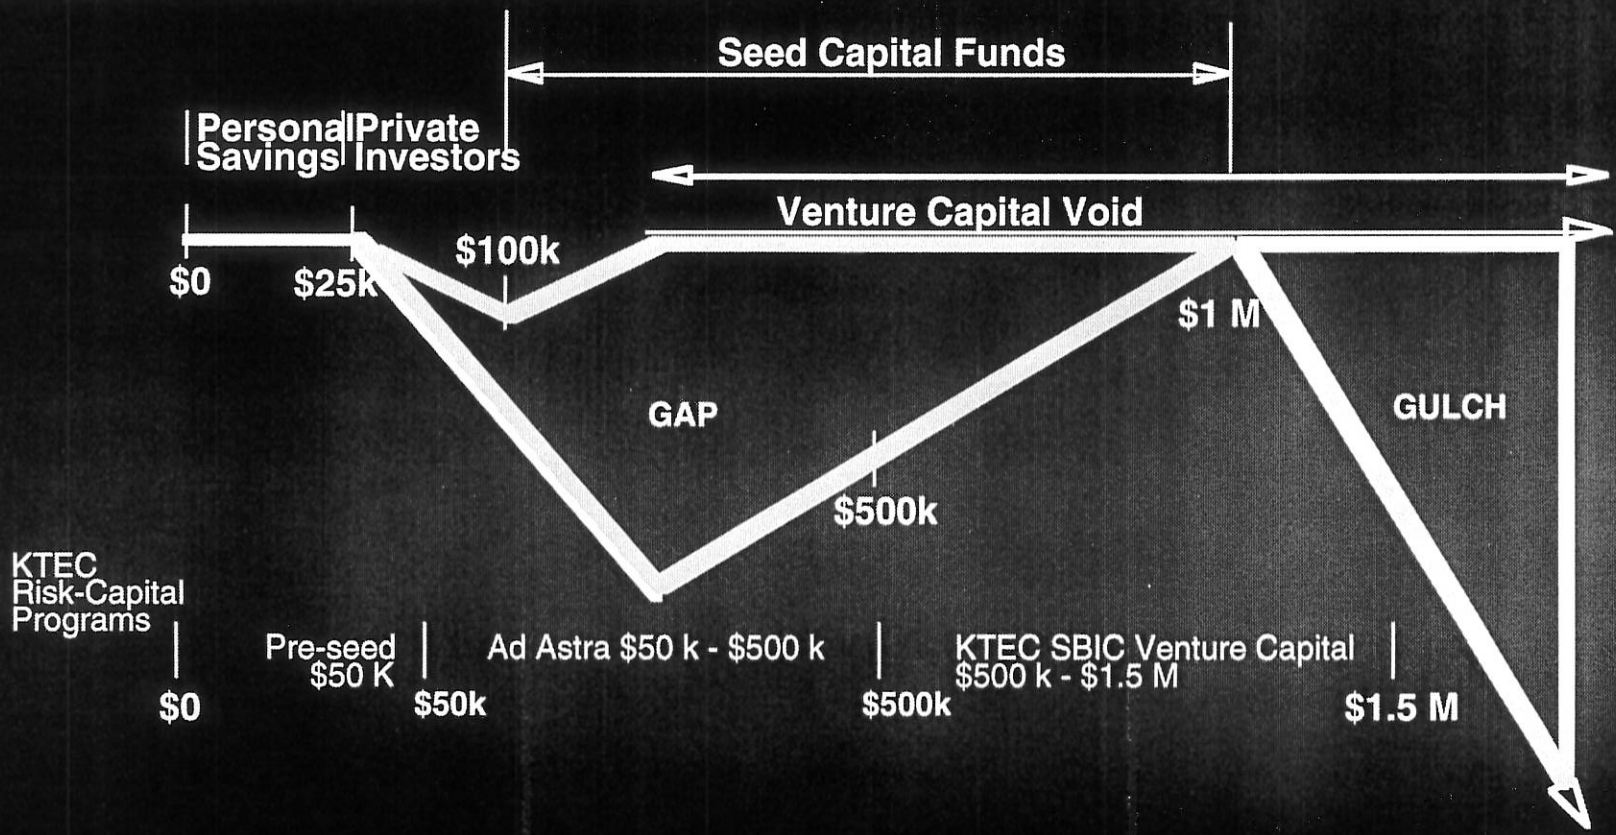 Seed Capital Funds
Personal
Savings
Private
Investors
Venture Capital Void
$0
$25k
$100k
$1 M
GAP
GULCH
$500k
KTEC
Risk-Capital
Programs
Pre-seed
$50 K
Ad Astra $50 k - $500 k
KTEC SBIC Venture Capital
$500 k - $1.5 M
$0
$50k
$500k
$1.5 M